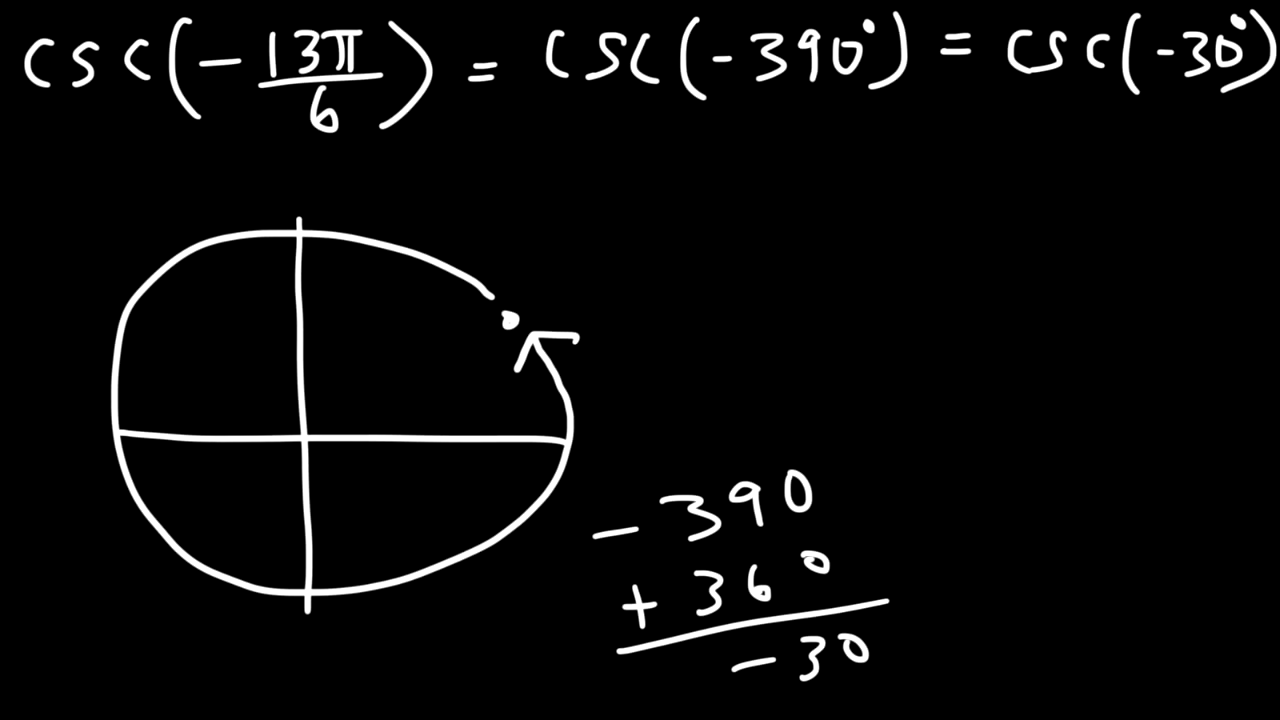 csc(-13π/6) = csc(-390°) = csc(-30°)
-390
+360
-30